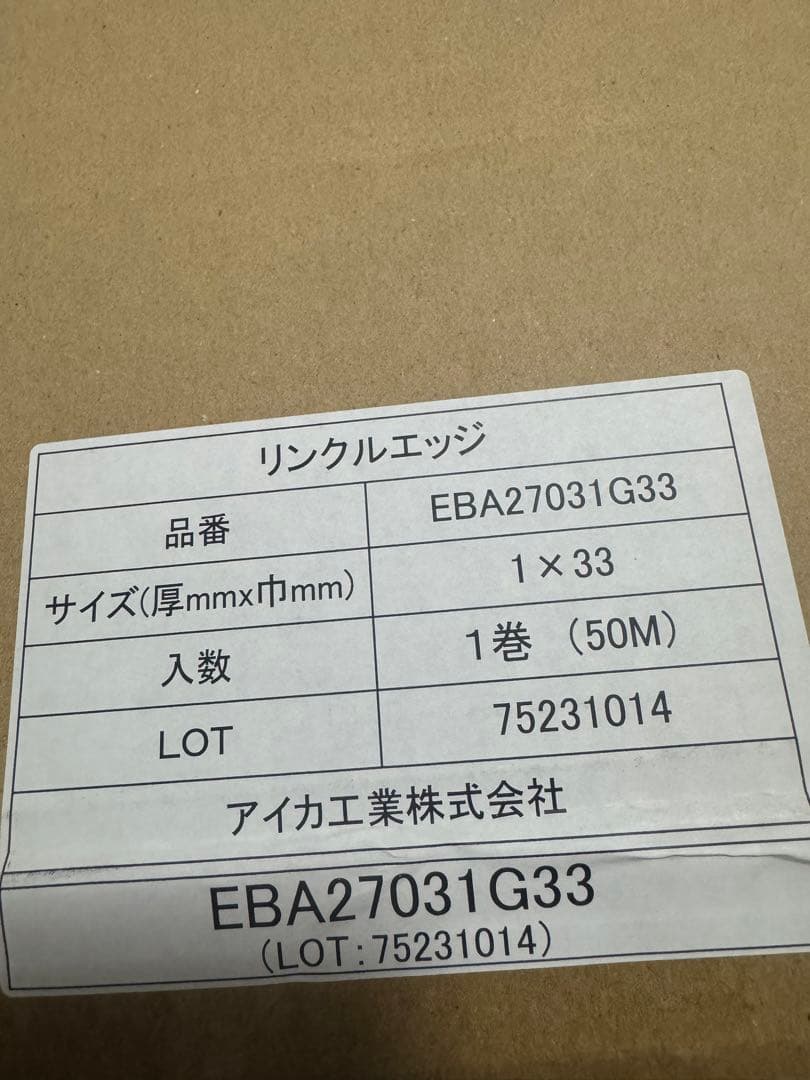 リンクルエッジ
品番 EBA27031G33
サイズ(厚mmx巾mm) 1×33
入数 1巻 (50M)
LOT 75231014
アイカ工業株式会社
EBA27031G33
(LOT:75231014)